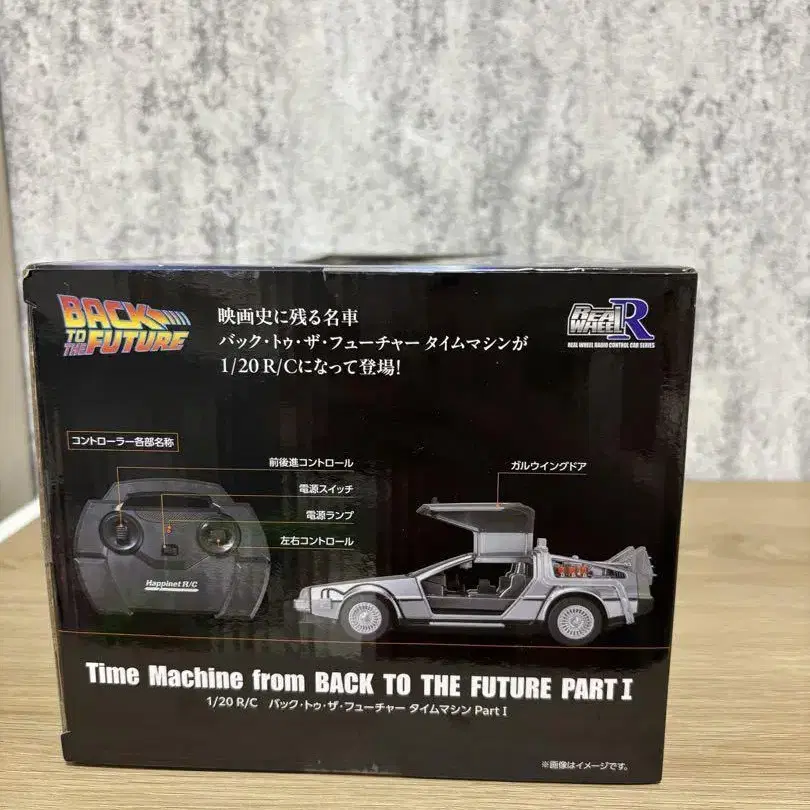 BACK
TO THE FUTURE
映画史に残る名車
バック・トゥ・ザ・フューチャー タイムマシンが
1/20 R/Cになって登場!
REAL WHEEL R
REAL WHEEL RADIO CONTROL CAR SERIES
コントローラー各部名称
前後進コントロール
電源スイッチ
電源ランプ
左右コントロール
ガルウイングドア
Happinet R/C
Time Machine from BACK TO THE FUTURE PART I
1/20 R/C バック・トゥ・ザ・フューチャー タイムマシン Part I
※画像はイメージです。